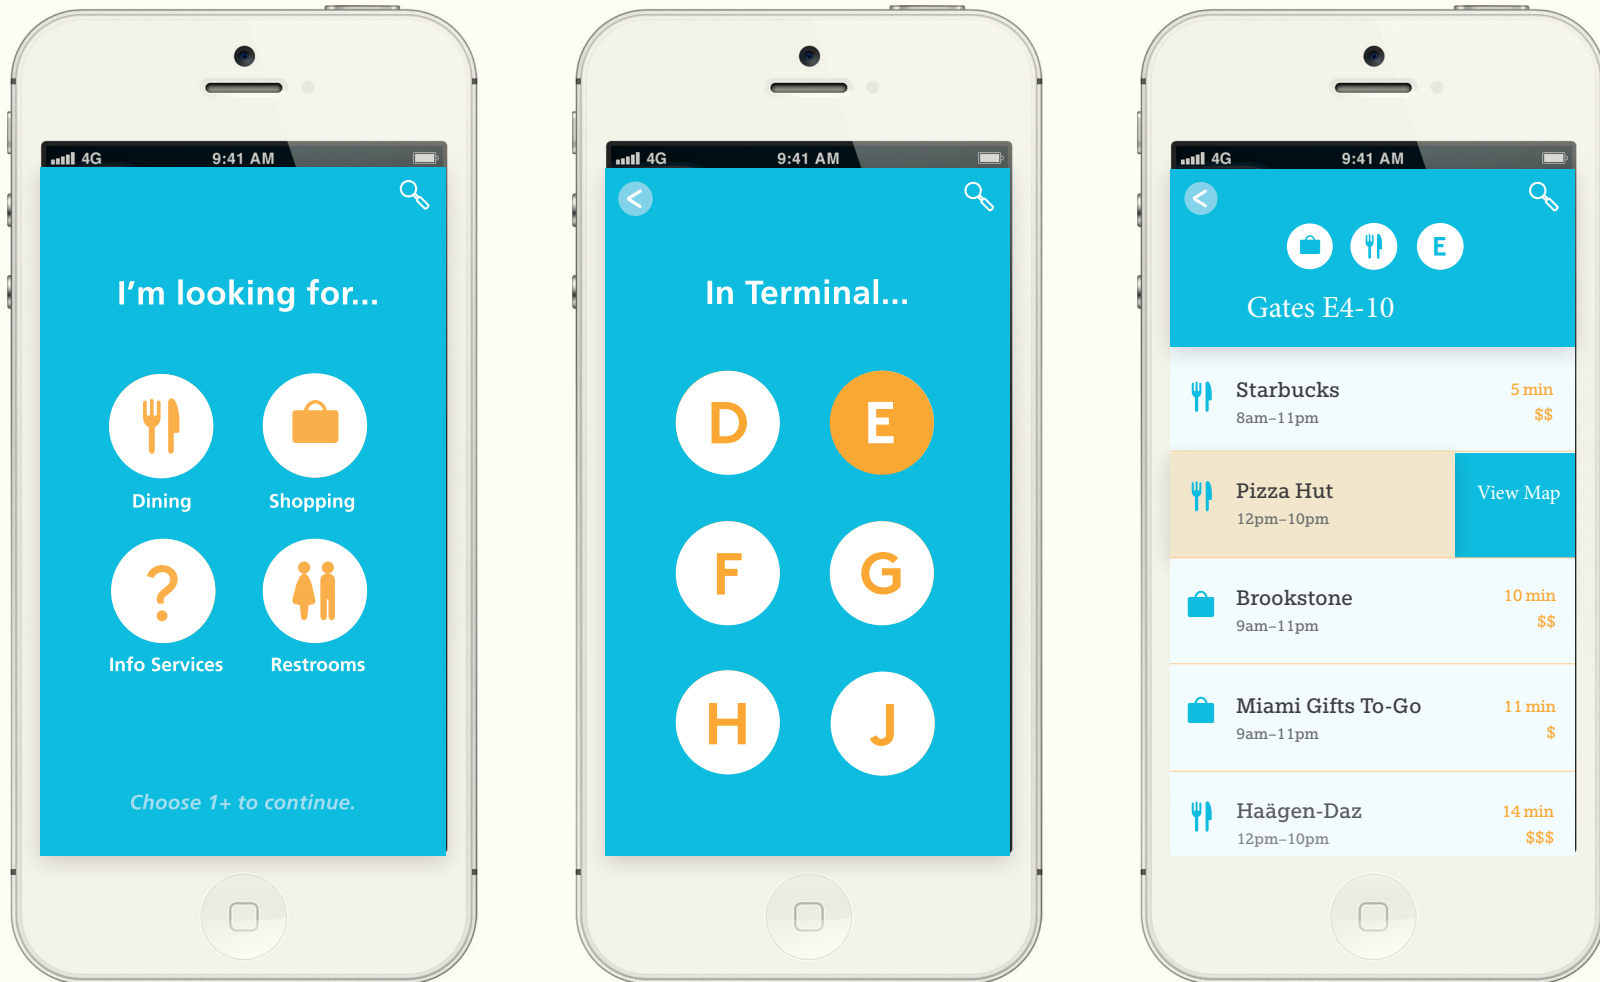 4G 9:41 AM
I'm looking for...
Dining Shopping
?
Info Services Restrooms
Choose 1+ to continue.
4G 9:41 AM
<
In Terminal...
D E
F G
H J
4G 9:41 AM
<
E
Gates E4-10
Starbucks 5 min
8am–11pm $$
Pizza Hut View Map
12pm–10pm
Brookstone 10 min
9am–11pm $$
Miami Gifts To-Go 11 min
9am–11pm $
Haägen-Daz 14 min
12pm–10pm $$$